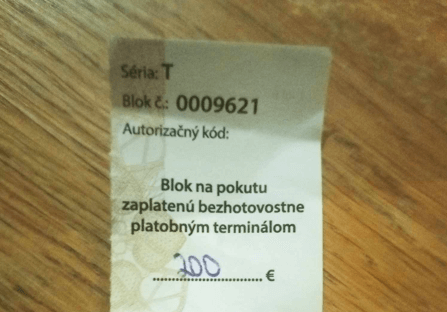 Séria: T
Blok č.: 0009621
Autorizačný kód:
Blok na pokutu
zaplatenú bezhotovostne
platobným terminálom
200 €